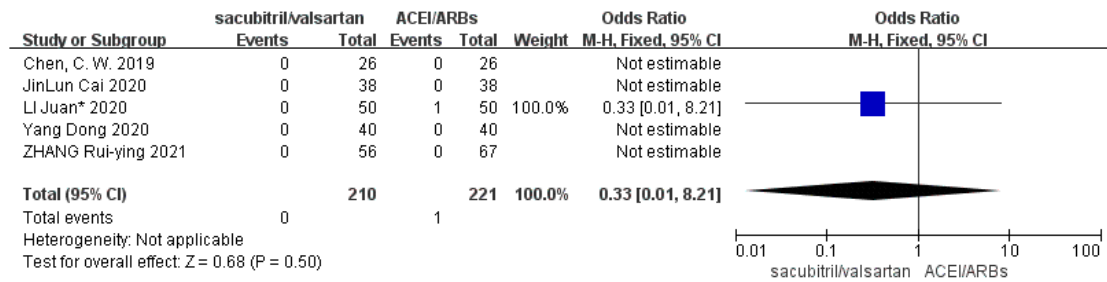 sacubitril/valsartan ACEI/ARBs Odds Ratio Odds Ratio
Study or Subgroup Events Total Events Total Weight M-H, Fixed, 95% CI M-H, Fixed, 95% CI
Chen, C. W. 2019 0 26 0 26 Not estimable
JinLun Cai 2020 0 38 0 38 Not estimable
LI Juan* 2020 0 50 1 50 100.0% 0.33 [0.01, 8.21]
Yang Dong 2020 0 40 0 40 Not estimable
ZHANG Rui-ying 2021 0 56 0 67 Not estimable
Total (95% CI) 210 221 100.0% 0.33 [0.01, 8.21]
Total events 0 1
Heterogeneity: Not applicable
Test for overall effect: Z = 0.68 (P = 0.50)
0.01 0.1 1 10 100
sacubitril/valsartan ACEI/ARBs